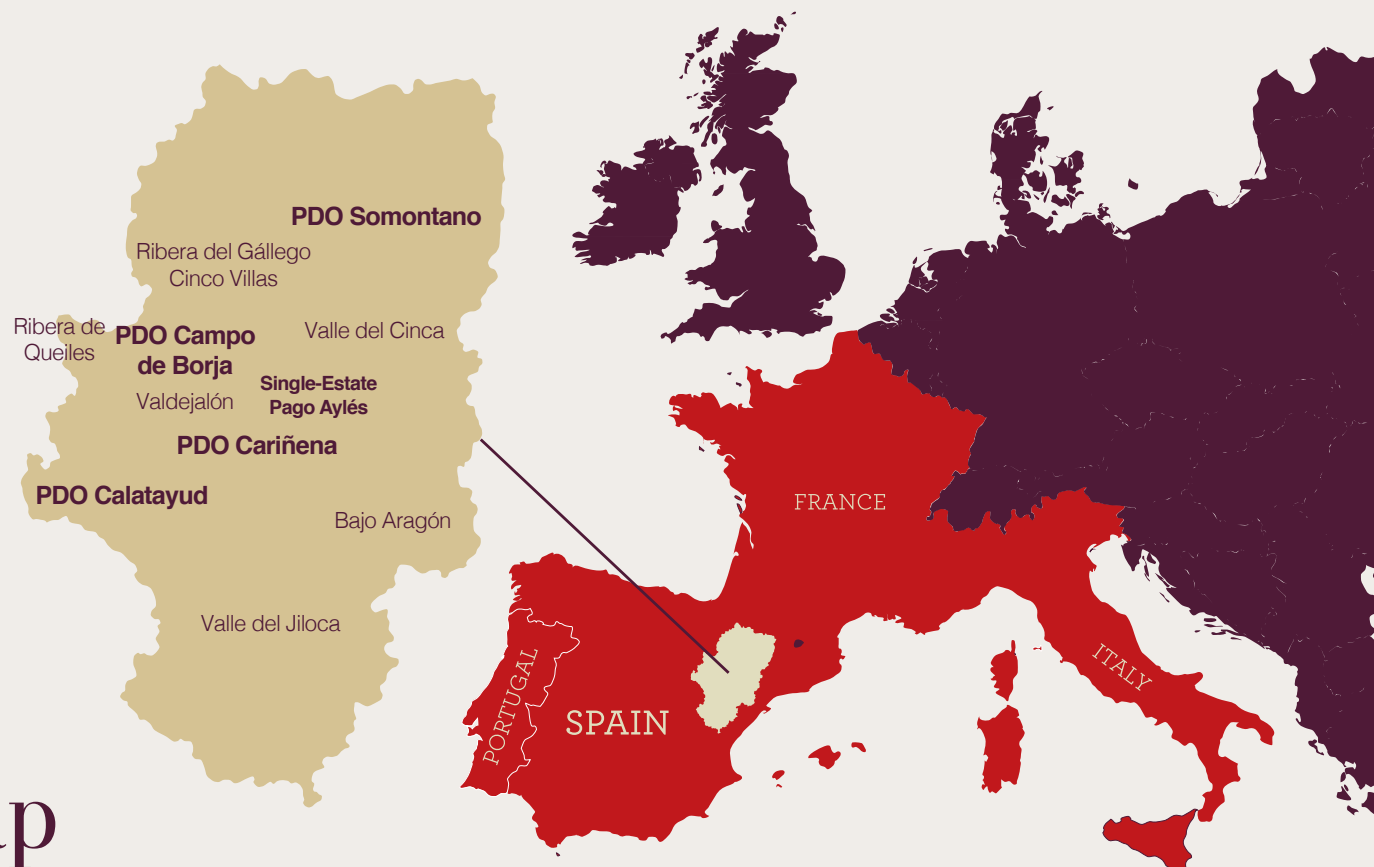 PDO Somontano
Ribera del Gállego
Cinco Villas
Ribera de
Queiles
PDO Campo
de Borja
Valle del Cinca
Single-Estate
Pago Aylés
Valdejalón
PDO Cariñena
PDO Calatayud
Bajo Aragón
Valle del Jiloca
FRANCE
ITALY
PORTUGAL
SPAIN